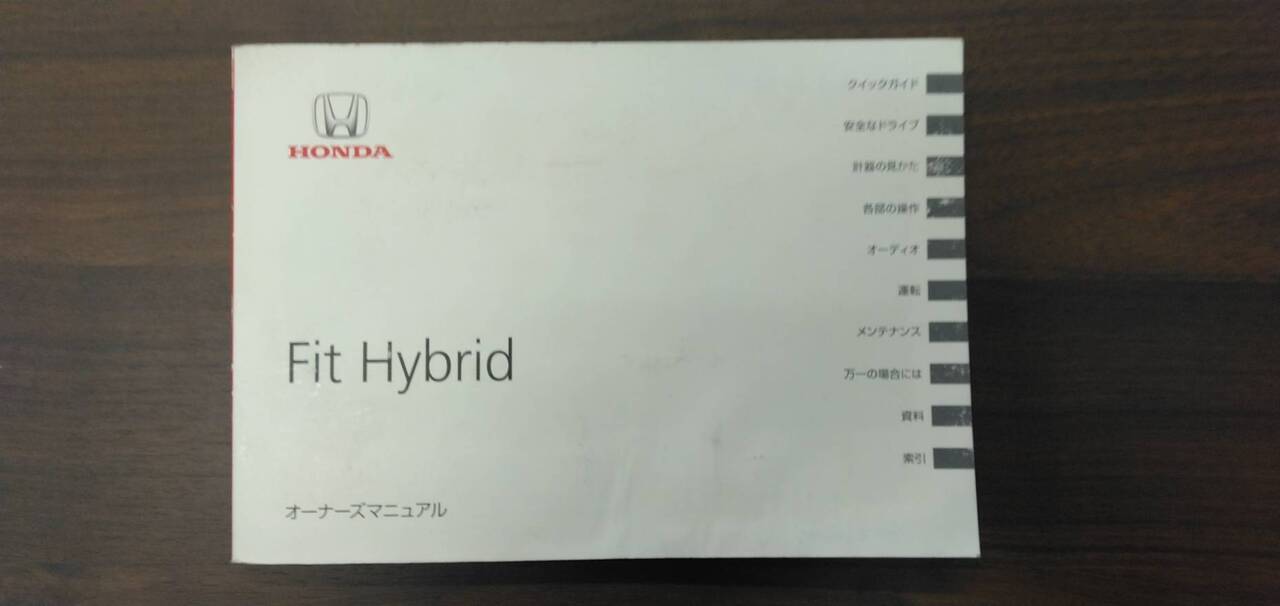 HONDA
Fit Hybrid
オーナーズマニュアル
クイックガイド
安全なドライブ
計器の見かた
各部の操作
オーディオ
運転
メンテナンス
万一の場合には
資料
索引